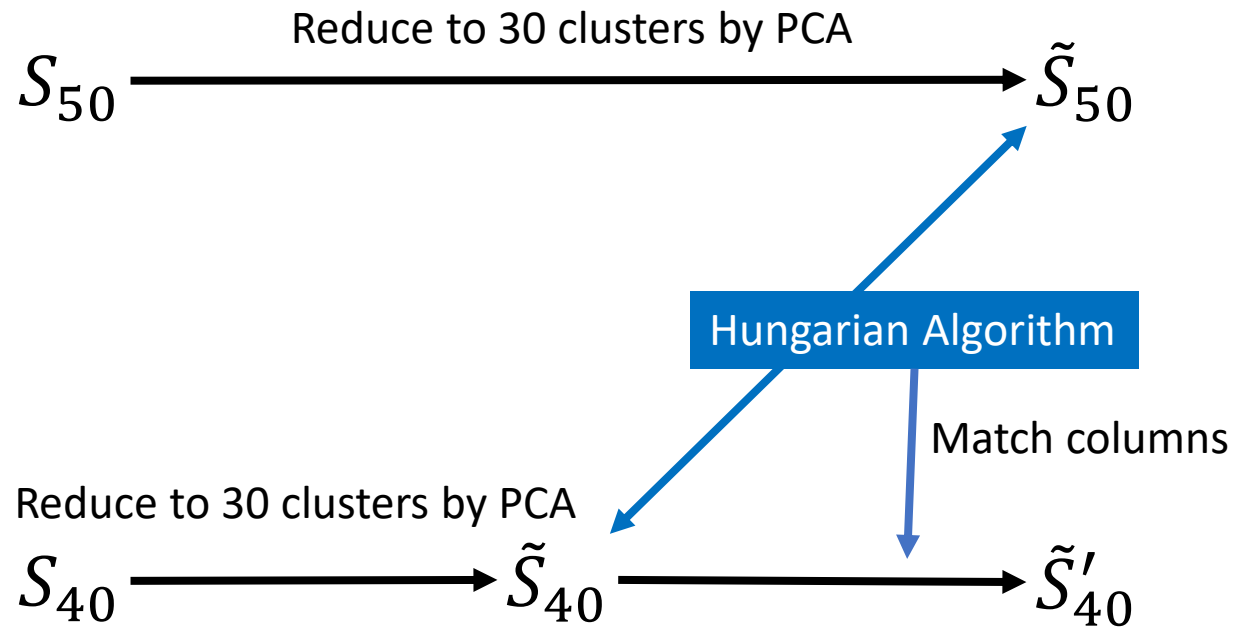 Reduce to 30 clusters by PCA
S₅₀ S̃₅₀
Hungarian Algorithm
Match columns
Reduce to 30 clusters by PCA
S₄₀ S̃₄₀ S̃′₄₀